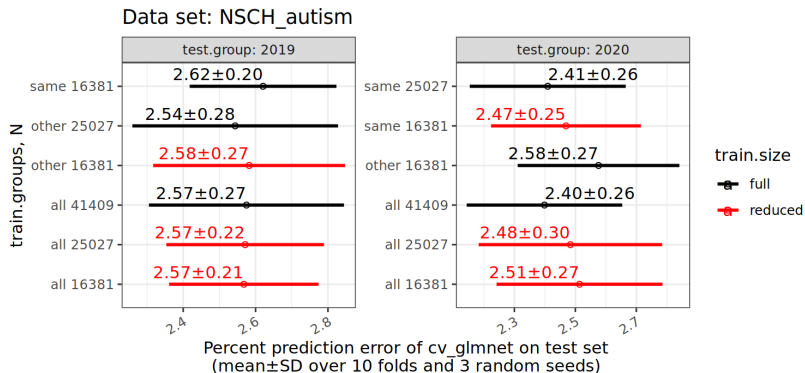 Data set: NSCH_autism
test.group: 2019
test.group: 2020
train.groups, N
same 16381
other 25027
other 16381
all 41409
all 25027
all 16381
2.62±0.20
2.54±0.28
2.58±0.27
2.57±0.27
2.57±0.22
2.57±0.21
2.4
2.6
2.8
same 25027
same 16381
other 16381
all 41409
all 25027
all 16381
2.41±0.26
2.47±0.25
2.58±0.27
2.40±0.26
2.48±0.30
2.51±0.27
2.3
2.5
2.7
Percent prediction error of cv_glmnet on test set
(mean±SD over 10 folds and 3 random seeds)
train.size
a full
a reduced